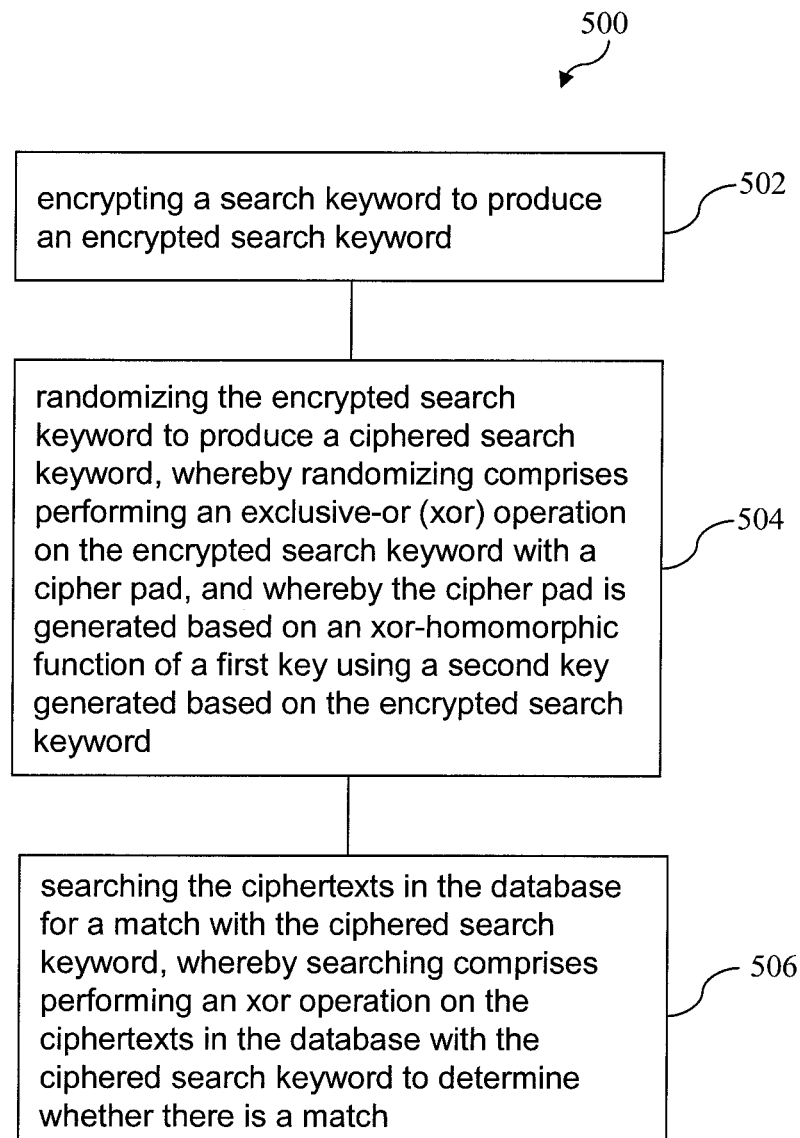 500
encrypting a search keyword to produce
an encrypted search keyword
502
randomizing the encrypted search
keyword to produce a ciphered search
keyword, whereby randomizing comprises
performing an exclusive-or (xor) operation
on the encrypted search keyword with a
cipher pad, and whereby the cipher pad is
generated based on an xor-homomorphic
function of a first key using a second key
generated based on the encrypted search
keyword
504
searching the ciphertexts in the database
for a match with the ciphered search
keyword, whereby searching comprises
performing an xor operation on the
ciphertexts in the database with the
ciphered search keyword to determine
whether there is a match
506